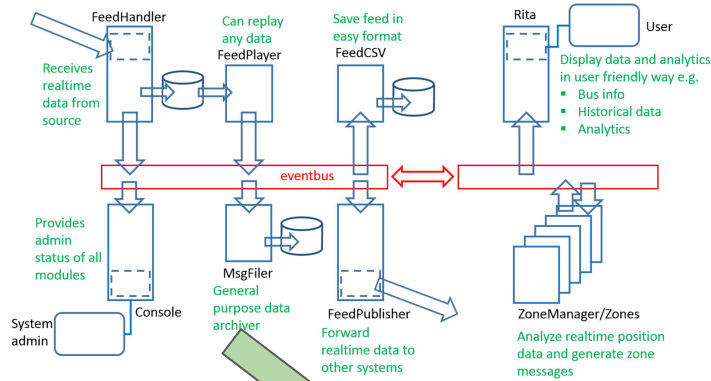 FeedHandler
Receives
realtime
data from
source
Can replay
any data
FeedPlayer
Save feed in
easy format
FeedCSV
Rita
User
Display data and analytics
in user friendly way e.g.
▪ Bus info
▪ Historical data
▪ Analytics
eventbus
Provides
admin
status of all
modules
Console
System
admin
MsgFiler
General
purpose data
archiver
FeedPublisher
Forward
realtime data to
other systems
ZoneManager/Zones
Analyze realtime position
data and generate zone
messages